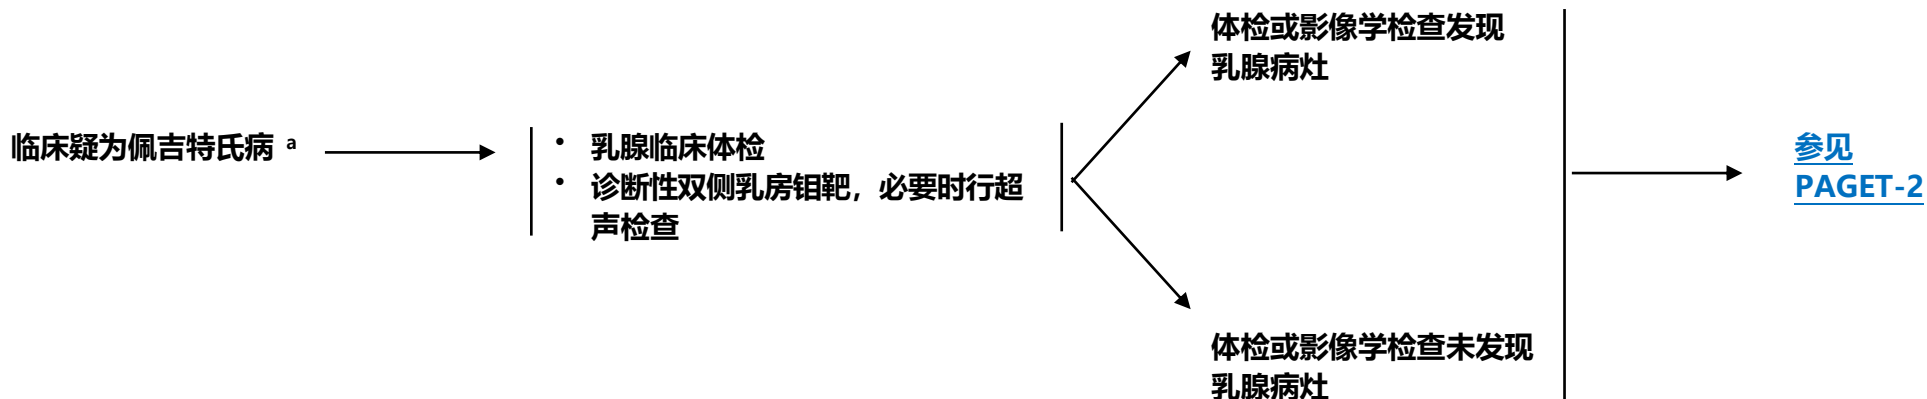 临床疑为佩吉特氏病 a
• 乳腺临床体检
• 诊断性双侧乳房钼靶，必要时行超
声检查
体检或影像学检查发现
乳腺病灶
体检或影像学检查未发现
乳腺病灶
参见
PAGET-2